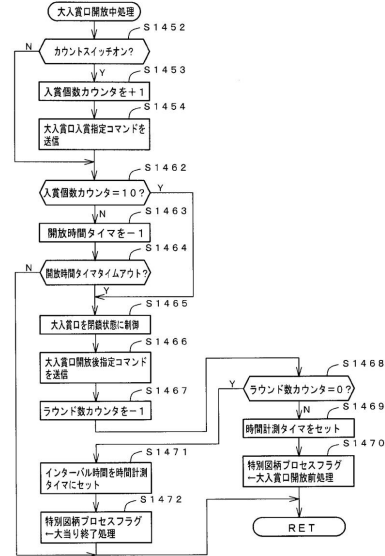 大入賞口開放中処理
S1452
カウントスイッチオン?
N
Y
S1453
入賞個数カウンタを+1
S1454
大入賞口入賞指定コマンドを
送信
S1462
入賞個数カウンタ=10?
Y
N
S1463
開放時間タイマを-1
S1464
開放時間タイマタイムアウト?
N
Y
S1465
大入賞口を閉鎖状態に制御
S1466
大入賞口開放後指定コマンド
を送信
S1467
ラウンド数カウンタを-1
S1468
ラウンド数カウンタ=0?
Y
N
S1469
時間計測タイマをセット
S1470
特別図柄プロセスフラグ
←大入賞口開放前処理
S1471
インターバル時間を時間計測
タイマにセット
S1472
特別図柄プロセスフラグ
←大当り終了処理
RET